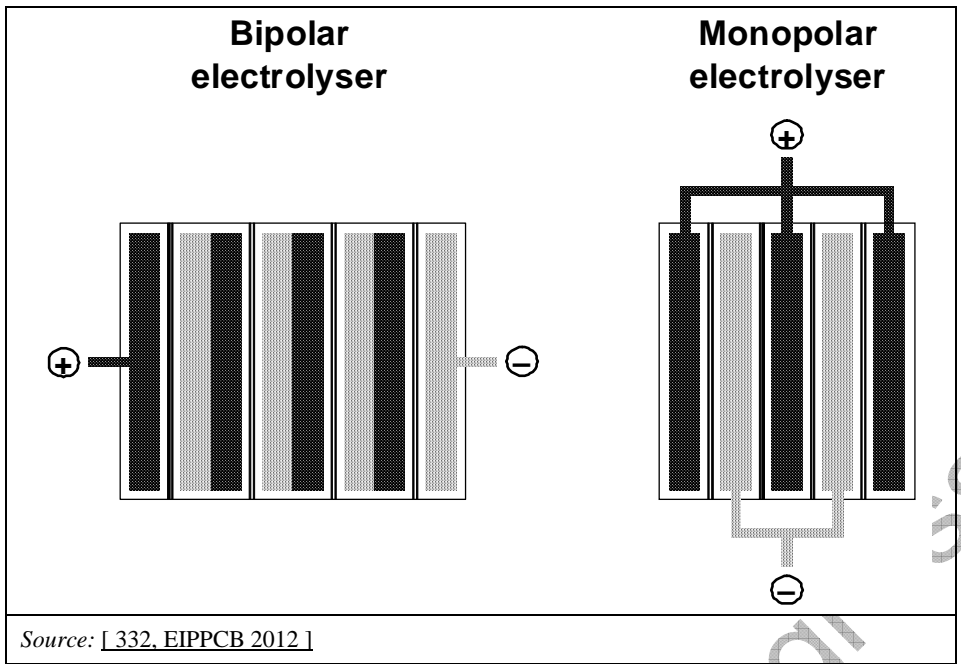 Bipolar
electrolyser
Monopolar
electrolyser
+
+
−
−
Source: [ 332, EIPPCB 2012 ]